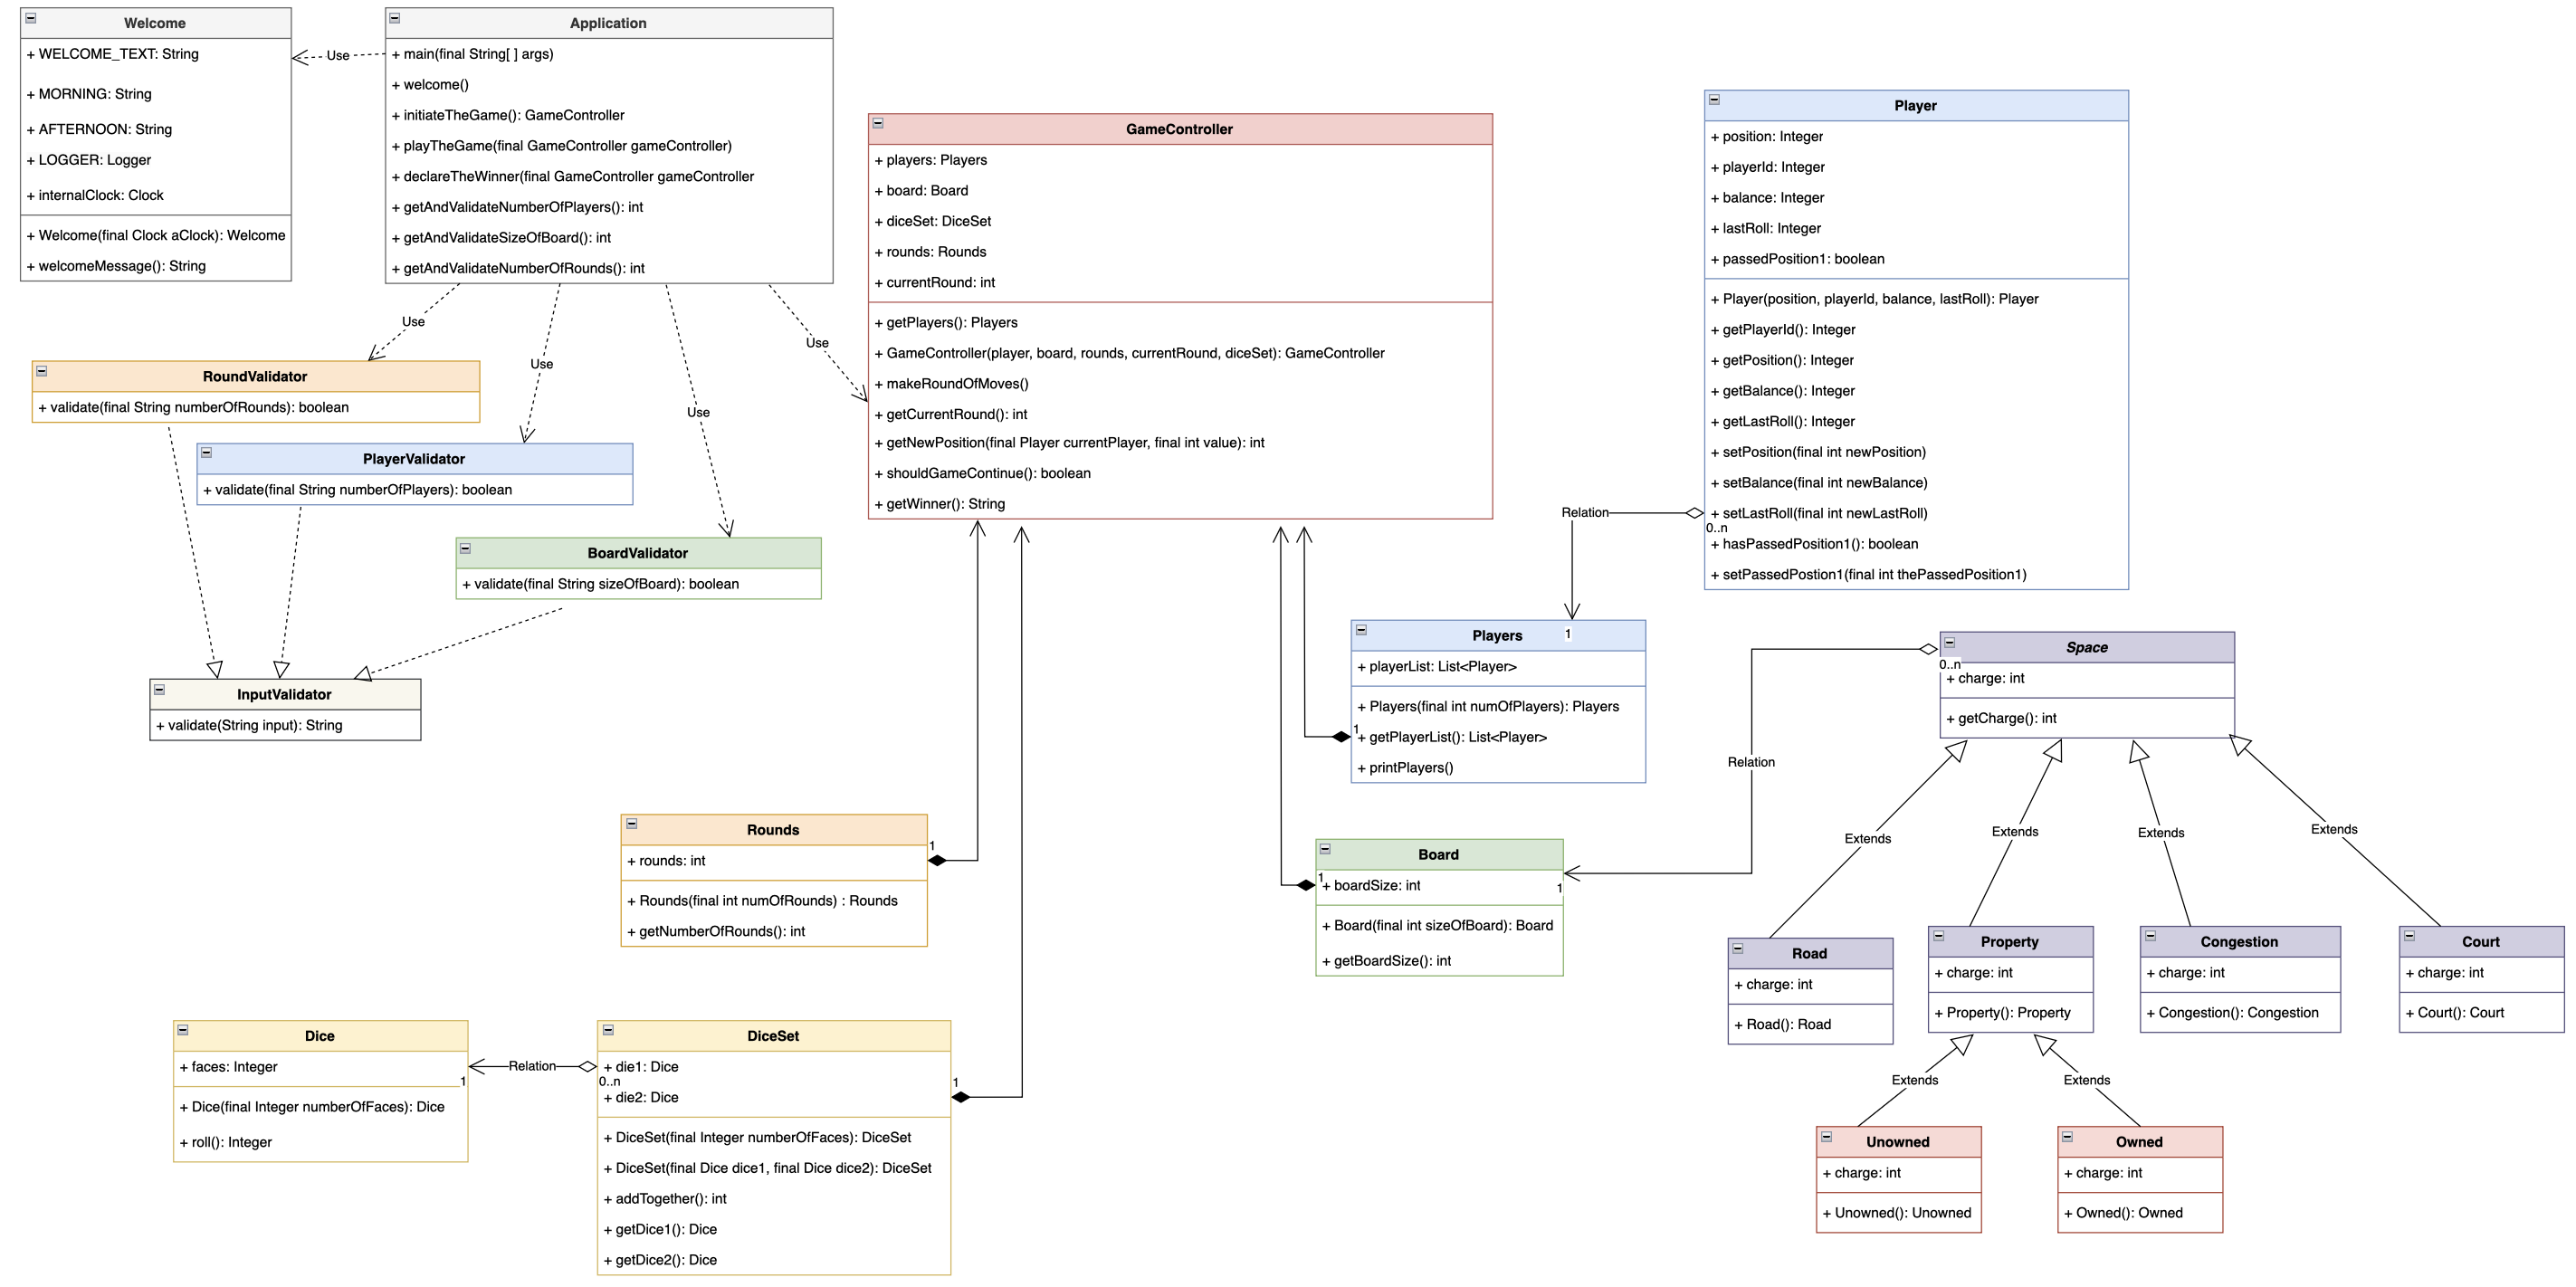 Welcome
+ WELCOME_TEXT: String
+ MORNING: String
+ AFTERNOON: String
+ LOGGER: Logger
+ internalClock: Clock
+ Welcome(final Clock aClock): Welcome
+ welcomeMessage(): String
Use
Application
+ main(final String[ ] args)
+ welcome()
+ initiateTheGame(): GameController
+ playTheGame(final GameController gameController)
+ declareTheWinner(final GameController gameController
+ getAndValidateNumberOfPlayers(): int
+ getAndValidateSizeOfBoard(): int
+ getAndValidateNumberOfRounds(): int
Use
Use
Use
Use
RoundValidator
+ validate(final String numberOfRounds): boolean
PlayerValidator
+ validate(final String numberOfPlayers): boolean
BoardValidator
+ validate(final String sizeOfBoard): boolean
InputValidator
+ validate(String input): String
GameController
+ players: Players
+ board: Board
+ diceSet: DiceSet
+ rounds: Rounds
+ currentRound: int
+ getPlayers(): Players
+ GameController(player, board, rounds, currentRound, diceSet): GameController
+ makeRoundOfMoves()
+ getCurrentRound(): int
+ getNewPosition(final Player currentPlayer, final int value): int
+ shouldGameContinue(): boolean
+ getWinner(): String
Player
+ position: Integer
+ playerId: Integer
+ balance: Integer
+ lastRoll: Integer
+ passedPosition1: boolean
+ Player(position, playerId, balance, lastRoll): Player
+ getPlayerId(): Integer
+ getPosition(): Integer
+ getBalance(): Integer
+ getLastRoll(): Integer
+ setPosition(final int newPosition)
+ setBalance(final int newBalance)
+ setLastRoll(final int newLastRoll)
0..n
+ hasPassedPosition1(): boolean
+ setPassedPostion1(final int thePassedPosition1)
Relation
Players
1
+ playerList: List<Player>
+ Players(final int numOfPlayers): Players
1
+ getPlayerList(): List<Player>
+ printPlayers()
Space
0..n
+ charge: int
+ getCharge(): int
Relation
Rounds
1
+ rounds: int
+ Rounds(final int numOfRounds) : Rounds
+ getNumberOfRounds(): int
Board
1
+ boardSize: int
1
+ Board(final int sizeOfBoard): Board
+ getBoardSize(): int
Extends
Extends
Extends
Extends
Road
+ charge: int
+ Road(): Road
Property
+ charge: int
+ Property(): Property
Congestion
+ charge: int
+ Congestion(): Congestion
Court
+ charge: int
+ Court(): Court
Dice
+ faces: Integer
1
+ Dice(final Integer numberOfFaces): Dice
+ roll(): Integer
Relation
DiceSet
+ die1: Dice
0..n
+ die2: Dice
1
+ DiceSet(final Integer numberOfFaces): DiceSet
+ DiceSet(final Dice dice1, final Dice dice2): DiceSet
+ addTogether(): int
+ getDice1(): Dice
+ getDice2(): Dice
Extends
Extends
Unowned
+ charge: int
+ Unowned(): Unowned
Owned
+ charge: int
+ Owned(): Owned